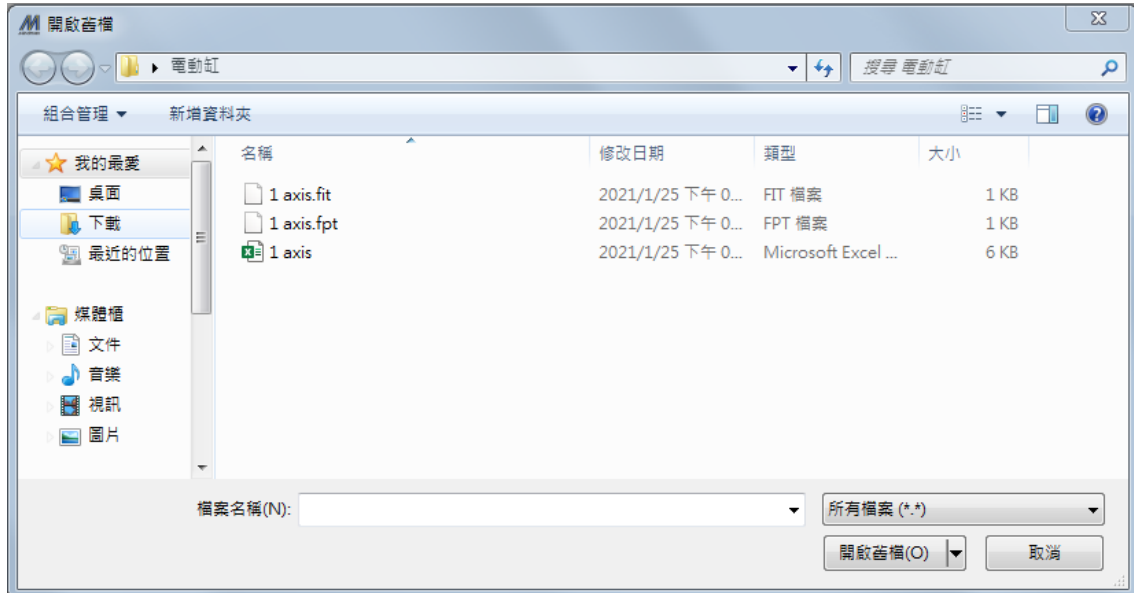 開啟舊檔
電動缸
搜尋 電動缸
組合管理 新增資料夾
名稱 修改日期 類型 大小
我的最愛
桌面
下載
最近的位置
媒體櫃
文件
音樂
視訊
圖片
1 axis.fit 2021/1/25 下午 0... FIT 檔案 1 KB
1 axis.fpt 2021/1/25 下午 0... FPT 檔案 1 KB
1 axis 2021/1/25 下午 0... Microsoft Excel ... 6 KB
檔案名稱(N): 所有檔案 (*.*)
開啟舊檔(O) 取消